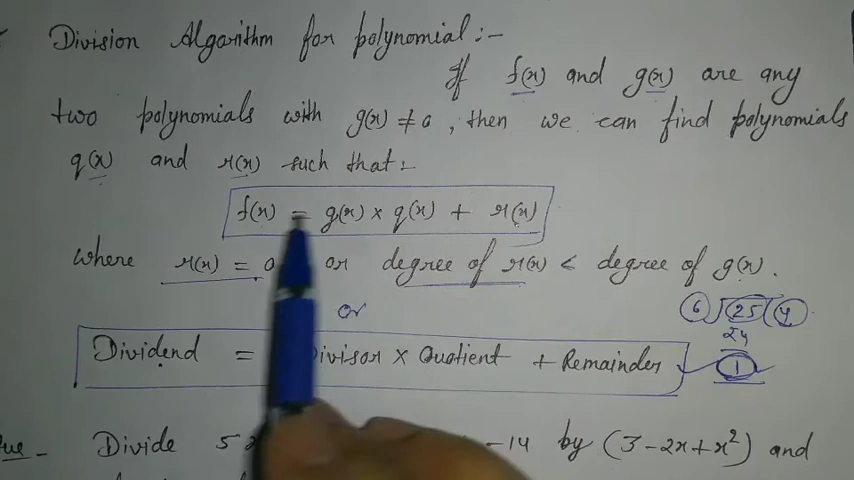 Division Algorithm for polynomial :-
If f(x) and g(x) are any
two polynomials with g(x) ≠ 0, then we can find polynomials
q(x) and r(x) such that:-
f(x) = g(x) × q(x) + r(x)
where r(x) = 0 or degree of r(x) < degree of g(x).
or
6 25 4
24
Dividend = Divisor × Quotient + Remainder
1
Divide 5 -14 by (3-2x+x²) and